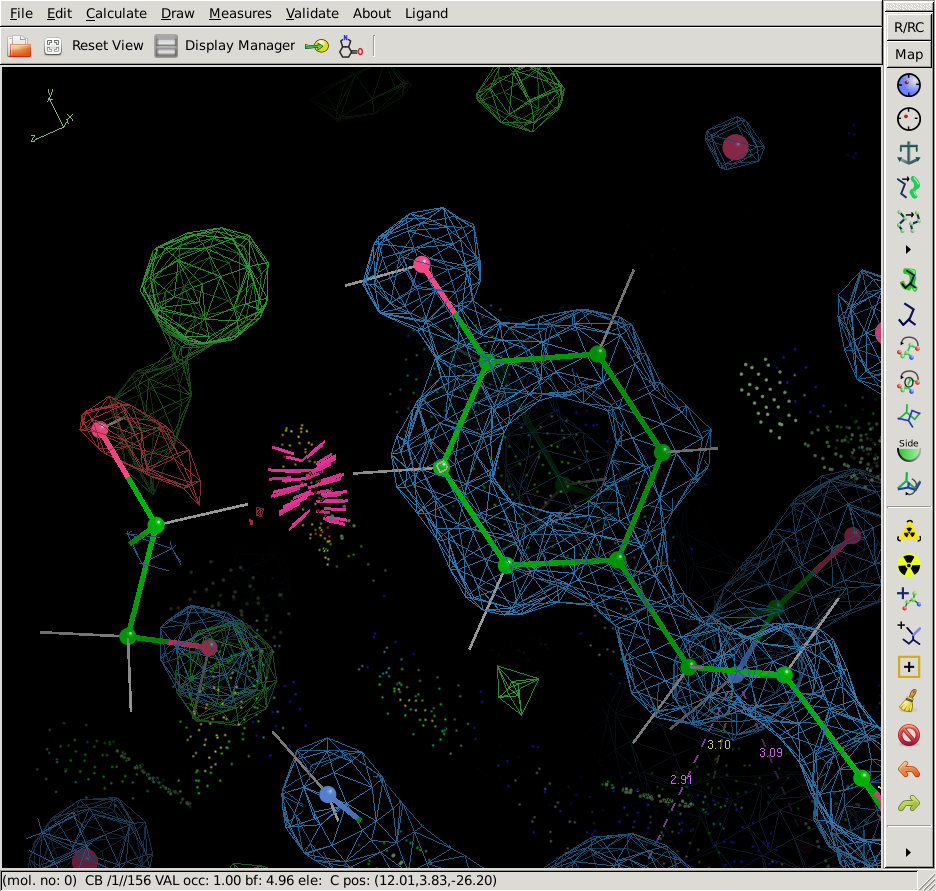 File Edit Calculate Draw Measures Validate About Ligand
R/RC
Reset View Display Manager
N
O
Map
y
x
z
Side
3.10
3.09
2.91
(mol. no: 0) CB /1//156 VAL occ: 1.00 bf: 4.96 ele: C pos: (12.01,3.83,-26.20)